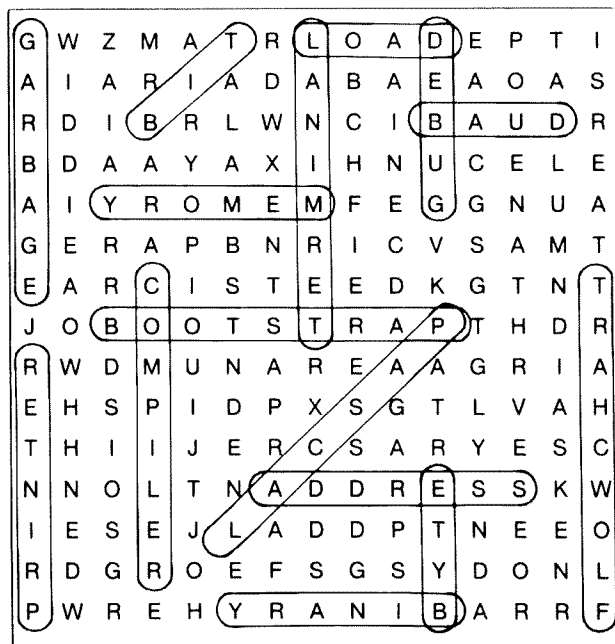 G W Z M A T R L O A D E P T I
A I A R I A D A B A E A O A S
R D I B R L W N C I B A U D R
B D A A Y A X I H N U C E L E
A I Y R O M E M F E G G N U A
G E R A P B N R I C V S A M T
E A R C I S T E E D K G T N T
J O B O O T S T R A P T H D R
R W D M U N A R E A A G R I A
E H S P I D P X S G T L V A H
T H I I J E R C S A R Y E S C
N N O L T N A D D R E S S K W
I E S E J L A D D P T N E E O
R D G R O E F S G S Y D O N L
P W R E H Y R A N I B A R R F